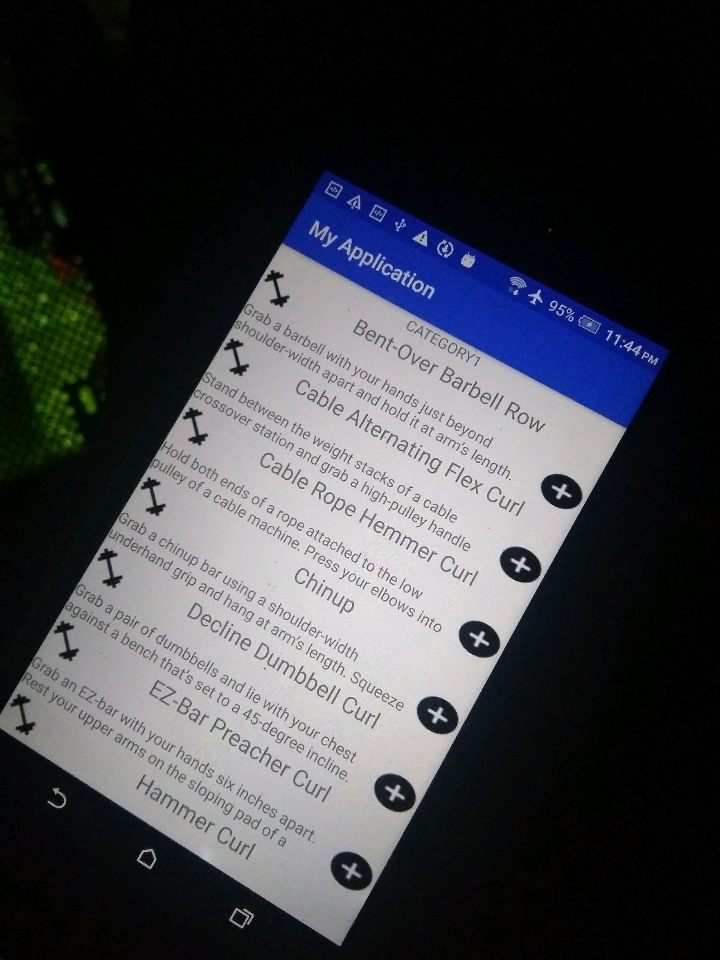 95% 11:44 PM
My Application
CATEGORY1
Bent-Over Barbell Row
Grab a barbell with your hands just beyond
shoulder-width apart and hold it at arm's length.
Cable Alternating Flex Curl
Stand between the weight stacks of a cable
crossover station and grab a high-pulley handle
Cable Rope Hemmer Curl
Hold both ends of a rope attached to the low
pulley of a cable machine. Press your elbows into
Chinup
Grab a chinup bar using a shoulder-width
underhand grip and hang at arm's length. Squeeze
Decline Dumbbell Curl
Grab a pair of dumbbells and lie with your chest
against a bench that's set to a 45-degree incline.
EZ-Bar Preacher Curl
Grab an EZ-bar with your hands six inches apart.
Rest your upper arms on the sloping pad of a
Hammer Curl